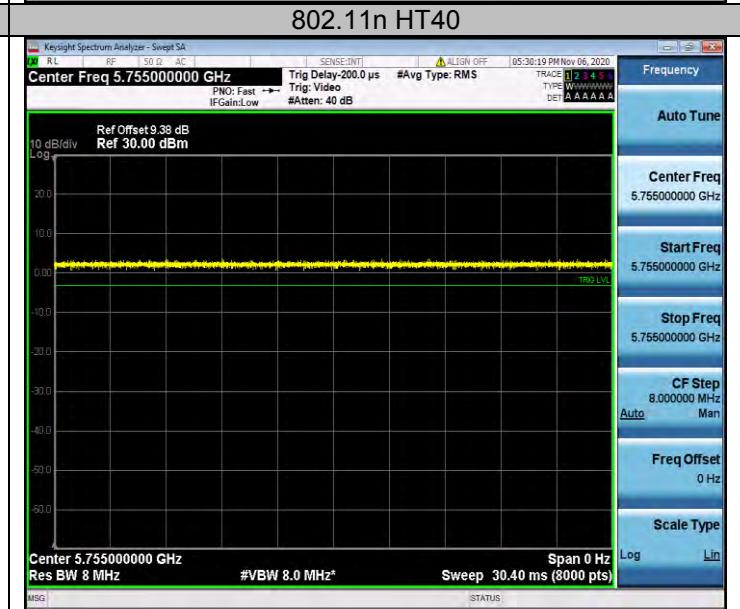 802.11n HT40
Keysight Spectrum Analyzer - Swept SA
RL RF 50 Ω AC SENSE:INT ALIGN OFF 05:30:19 PM Nov 06, 2020
Center Freq 5.755000000 GHz
PNO: Fast
IFGain:Low
Trig Delay-200.0 µs
Trig: Video
#Atten: 40 dB
#Avg Type: RMS
TRACE 1 2 3 4 5 6
TYPE
DET A A A A A A
Ref Offset 9.38 dB
10 dB/div Ref 30.00 dBm
Log
20.0
10.0
0.00
TRIG LVL
-10.0
-20.0
-30.0
-40.0
-50.0
-60.0
Center 5.755000000 GHz Span 0 Hz
Res BW 8 MHz #VBW 8.0 MHz* Sweep 30.40 ms (8000 pts)
MSG STATUS
Frequency
Auto Tune
Center Freq
5.755000000 GHz
Start Freq
5.755000000 GHz
Stop Freq
5.755000000 GHz
CF Step
8.000000 MHz
Auto Man
Freq Offset
0 Hz
Scale Type
Log Lin